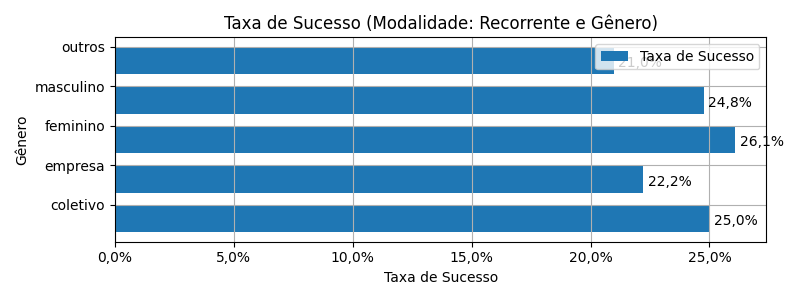 Taxa de Sucesso (Modalidade: Recorrente e Gênero)
Taxa de Sucesso
outros
21,0%
masculino
24,8%
feminino
26,1%
empresa
22,2%
coletivo
25,0%
Gênero
0,0%
5,0%
10,0%
15,0%
20,0%
25,0%
Taxa de Sucesso